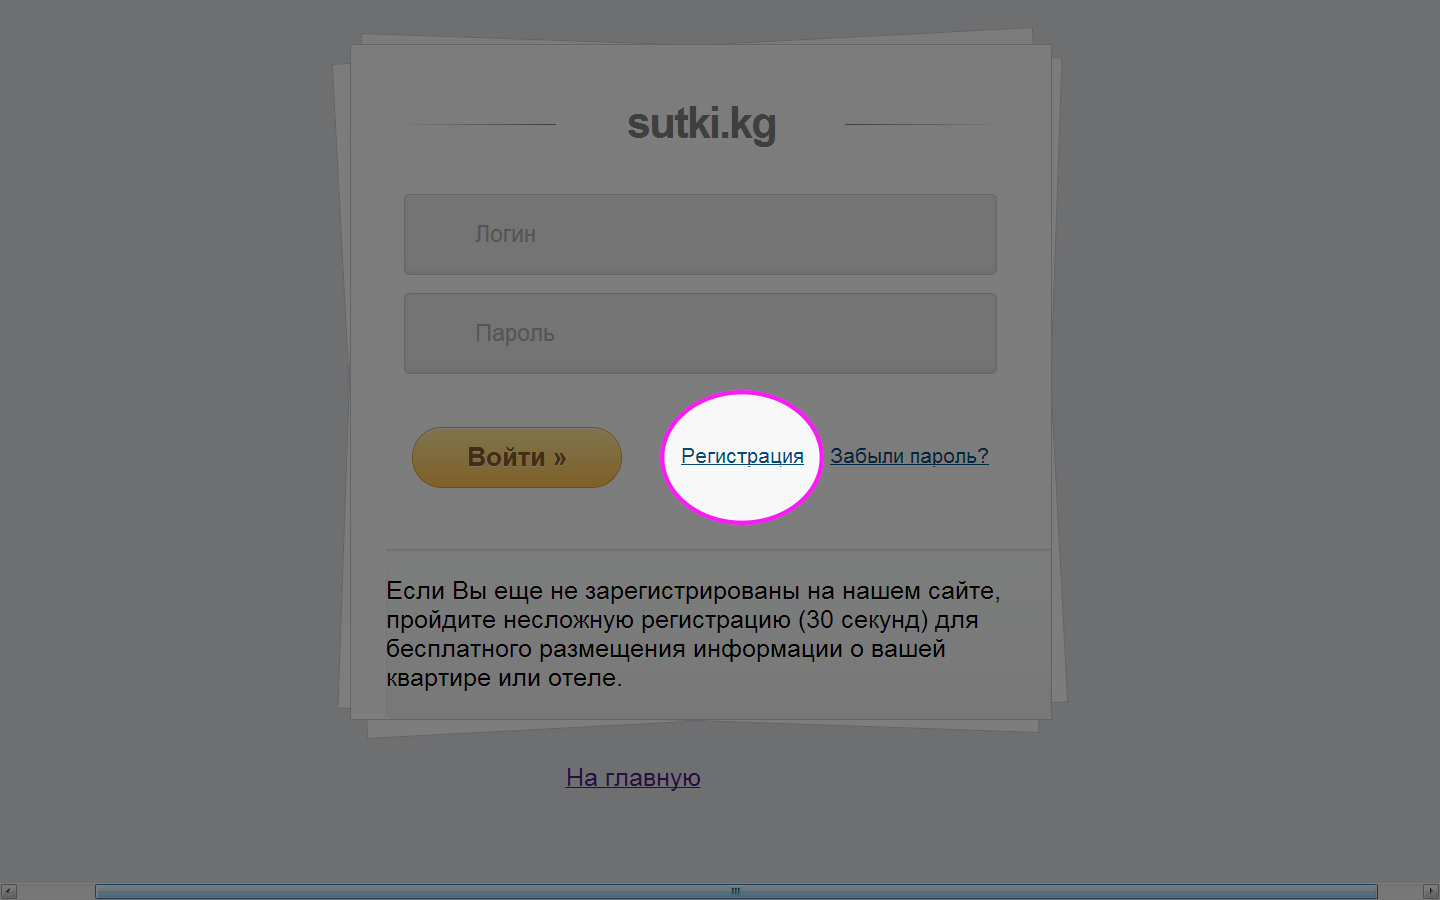 sutki.kg
Логин
Пароль
Войти »
Регистрация
Забыли пароль?
Если Вы еще не зарегистрированы на нашем сайте,
пройдите несложную регистрацию (30 секунд) для
бесплатного размещения информации о вашей
квартире или отеле.
На главную